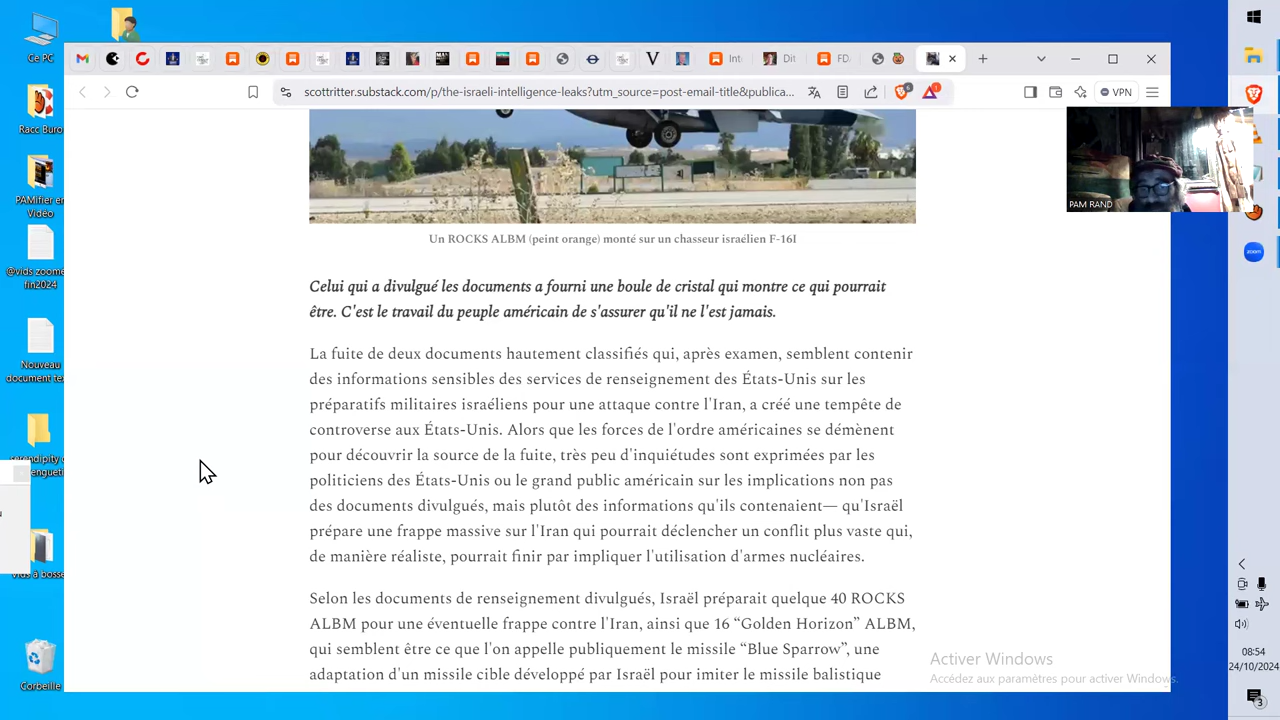 Ce PC
Racc Buro
PAMifier en
Vidéo
@vids zoome
fin2024
Nouveau
document te
vids à boss
Corbeille
Int
Dit
FD
scottritter.substack.com/p/the-israeli-intelligence-leaks?utm_source=post-email-title&publica...
VPN
PAM RAND
Un ROCKS ALBM (peint orange) monté sur un chasseur israélien F-16I
Celui qui a divulgué les documents a fourni une boule de cristal qui montre ce qui pourrait
être. C'est le travail du peuple américain de s'assurer qu'il ne l'est jamais.
La fuite de deux documents hautement classifiés qui, après examen, semblent contenir
des informations sensibles des services de renseignement des États-Unis sur les
préparatifs militaires israéliens pour une attaque contre l'Iran, a créé une tempête de
controverse aux États-Unis. Alors que les forces de l'ordre américaines se démènent
pour découvrir la source de la fuite, très peu d'inquiétudes sont exprimées par les
politiciens des États-Unis ou le grand public américain sur les implications non pas
des documents divulgués, mais plutôt des informations qu'ils contenaient— qu'Israël
prépare une frappe massive sur l'Iran qui pourrait déclencher un conflit plus vaste qui,
de manière réaliste, pourrait finir par impliquer l'utilisation d'armes nucléaires.
Selon les documents de renseignement divulgués, Israël préparait quelque 40 ROCKS
ALBM pour une éventuelle frappe contre l'Iran, ainsi que 16 “Golden Horizon” ALBM,
qui semblent être ce que l'on appelle publiquement le missile “Blue Sparrow”, une
adaptation d'un missile cible développé par Israël pour imiter le missile balistique
Activer Windows
Accédez aux paramètres pour activer Windows.
zoom
08:54
24/10/2024
3